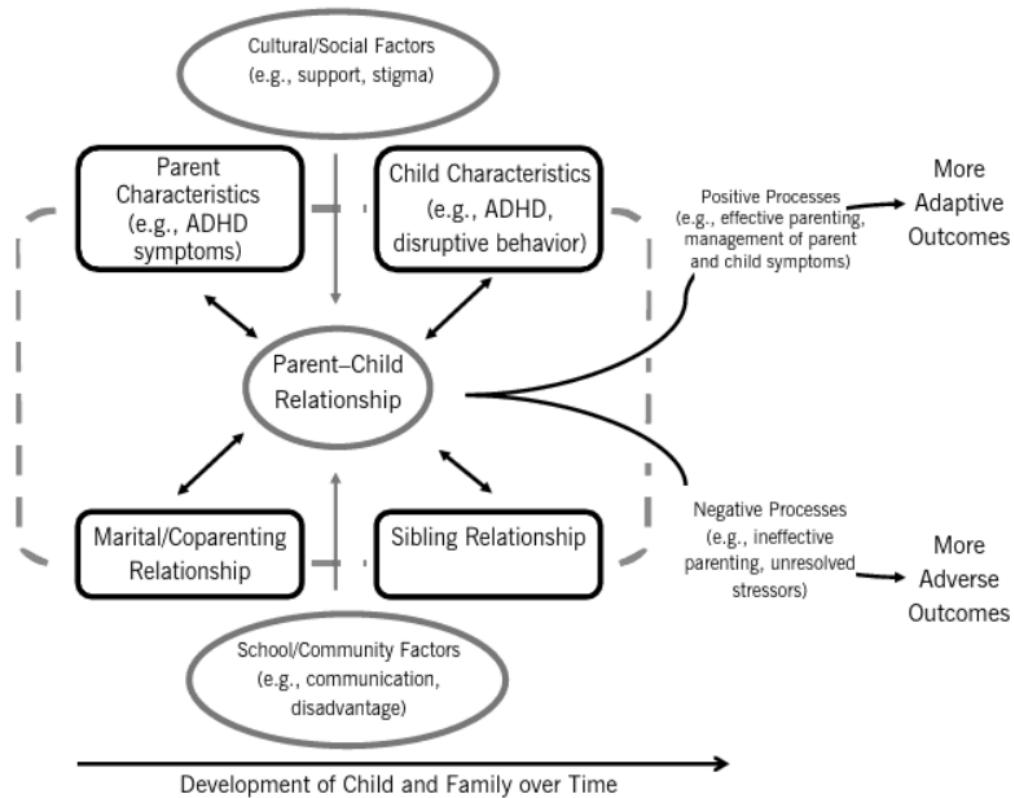 Cultural/Social Factors
(e.g., support, stigma)
Parent
Characteristics
(e.g., ADHD
symptoms)
Child Characteristics
(e.g., ADHD,
disruptive behavior)
Positive Processes
(e.g., effective parenting,
management of parent
and child symptoms)
More
Adaptive
Outcomes
Parent–Child
Relationship
Marital/Coparenting
Relationship
Sibling Relationship
Negative Processes
(e.g., ineffective
parenting, unresolved
stressors)
More
Adverse
Outcomes
School/Community Factors
(e.g., communication,
disadvantage)
Development of Child and Family over Time